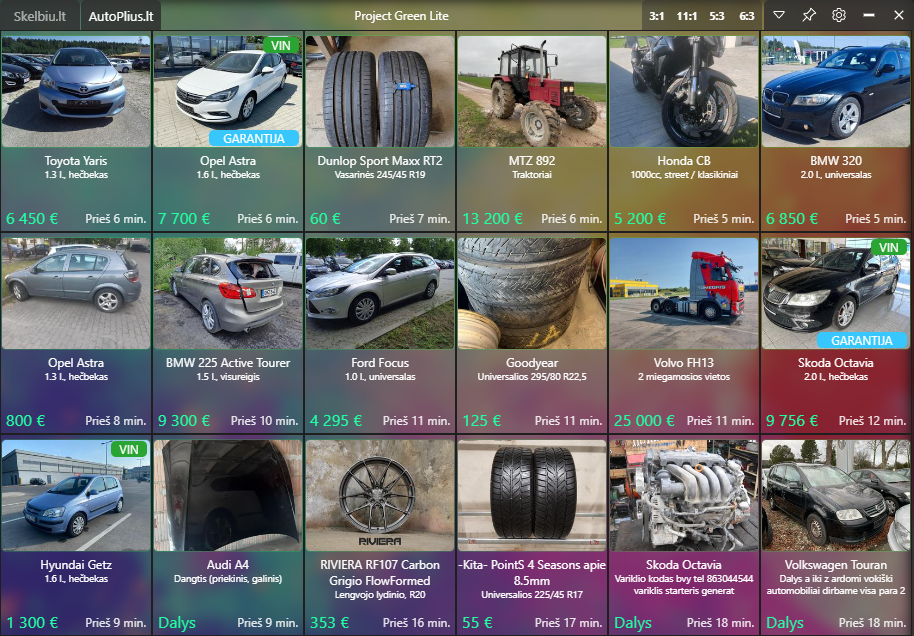 Skelbiu.lt
AutoPlius.lt
Project Green Lite
3:1 11:1 5:3 6:3
VIN
GARANTIJA
Toyota Yaris
1.3 l., hečbekas
6 450 €
Prieš 6 min.
Opel Astra
1.6 l., hečbekas
7 700 €
Prieš 6 min.
Dunlop Sport Maxx RT2
Vasarinės 245/45 R19
60 €
Prieš 7 min.
MTZ 892
Traktoriai
13 200 €
Prieš 6 min.
Honda CB
1000cc, street / klasikiniai
5 200 €
Prieš 5 min.
BMW 320
2.0 l., universalas
6 850 €
Prieš 5 min.
VIN
GARANTIJA
Opel Astra
1.3 l., hečbekas
800 €
Prieš 8 min.
BMW 225 Active Tourer
1.5 l., visureigis
9 300 €
Prieš 10 min.
Ford Focus
1.0 l., universalas
4 295 €
Prieš 11 min.
Goodyear
Universalios 295/80 R22,5
125 €
Prieš 11 min.
Volvo FH13
2 miegamosios vietos
25 000 €
Prieš 11 min.
Skoda Octavia
2.0 l., hečbekas
9 756 €
Prieš 12 min.
VIN
RIVIERA
Hyundai Getz
1.6 l., hečbekas
1 300 €
Prieš 9 min.
Audi A4
Dangtis (priekinis, galinis)
Dalys
Prieš 9 min.
RIVIERA RF107 Carbon
Grigio FlowFormed
Lengvojo lydinio, R20
353 €
Prieš 16 min.
-Kita- PointS 4 Seasons apie
8.5mm
Universalios 225/45 R17
55 €
Prieš 17 min.
Skoda Octavia
Variklio kodas bvy tel 863044544
variklis starteris generat
Dalys
Prieš 18 min.
Volkswagen Touran
Dalys a iki z ardomi vokiški
automobiliai dirbame visa para 2
Dalys
Prieš 18 min.